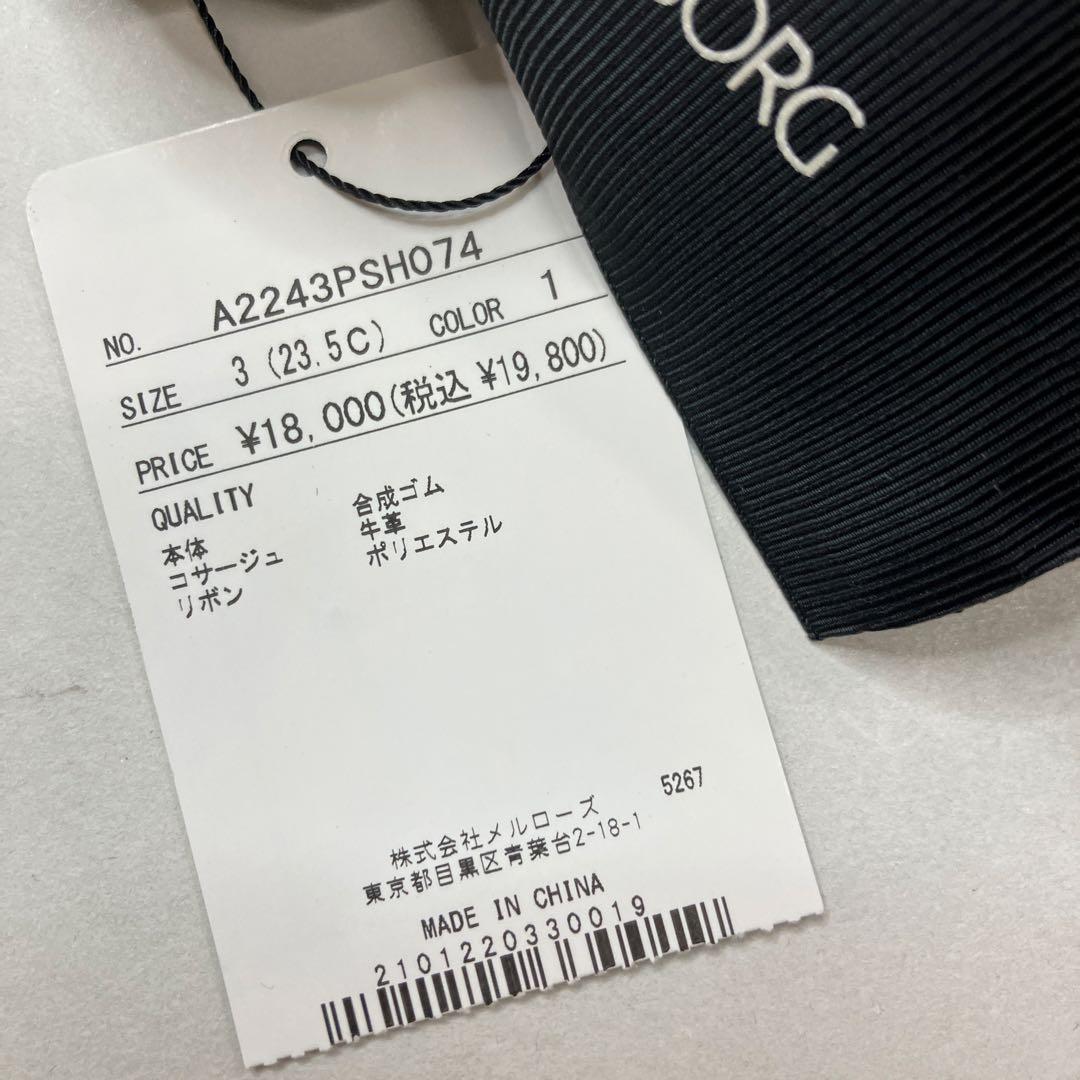 ORG
NO. A2243PSH074
SIZE 3 (23.5C) COLOR 1
PRICE ¥18,000(税込 ¥19,800)
QUALITY
本体 合成ゴム
コサージュ 牛革
リボン ポリエステル
5267
株式会社メルローズ
東京都目黒区青葉台2-18-1
MADE IN CHINA
2101220330019